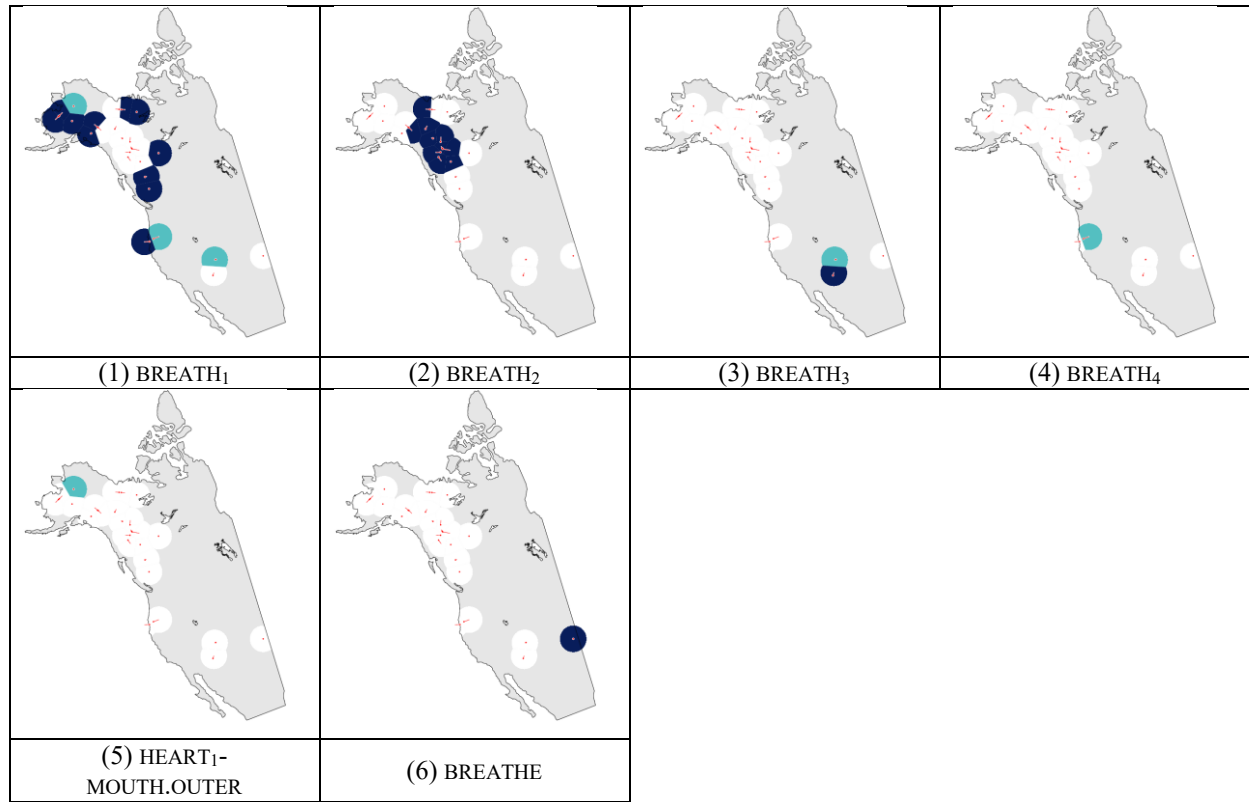 (1) BREATH₁
(2) BREATH₂
(3) BREATH₃
(4) BREATH₄
(5) HEART₁-
MOUTH.OUTER
(6) BREATHE